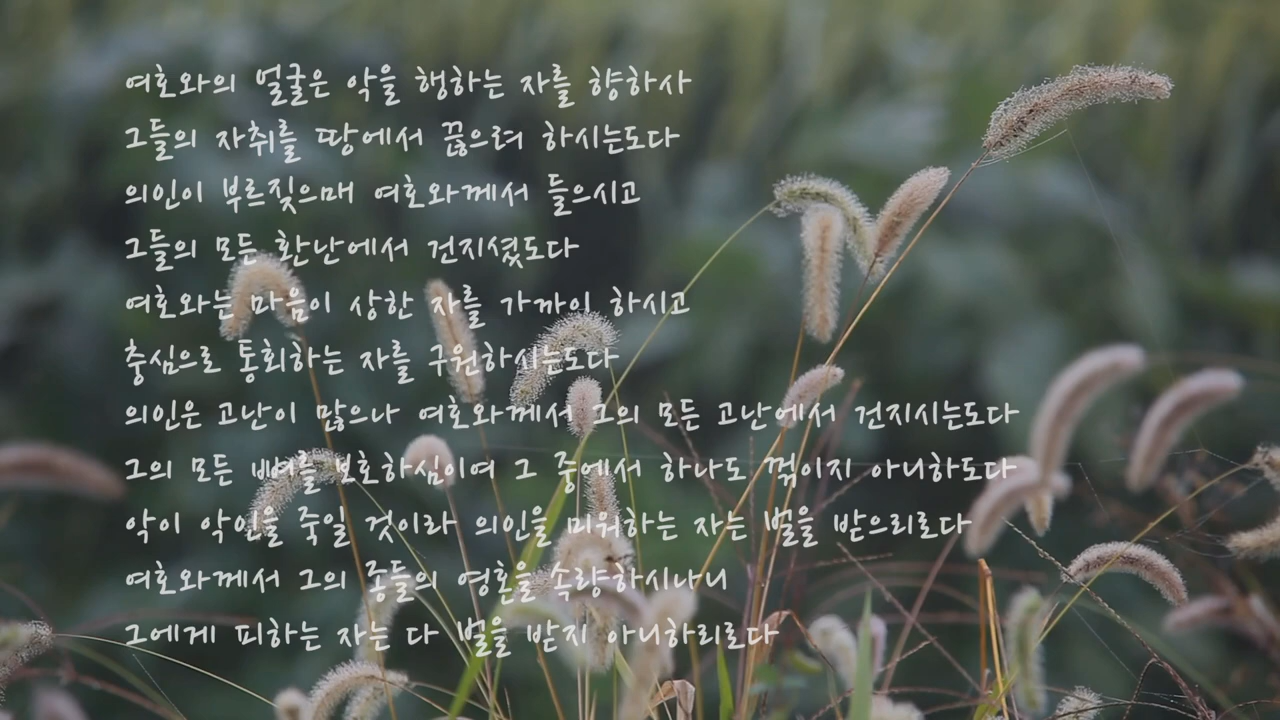 여호와의 얼굴은 악을 행하는 자를 향하사
그들의 자취를 땅에서 끊으려 하시는도다
의인이 부르짖으매 여호와께서 들으시고
그들의 모든 환난에서 건지셨도다
여호와는 마음이 상한 자를 가까이 하시고
충심으로 통회하는 자를 구원하시는도다
의인은 고난이 많으나 여호와께서 그의 모든 고난에서 건지시는도다
그의 모든 뼈를 보호하심이여 그 중에서 하나도 꺾이지 아니하도다
악이 악인을 죽일 것이라 의인을 미워하는 자는 벌을 받으리로다
여호와께서 그의 종들의 영혼을 속량하시나니
그에게 피하는 자는 다 벌을 받지 아니하리로다